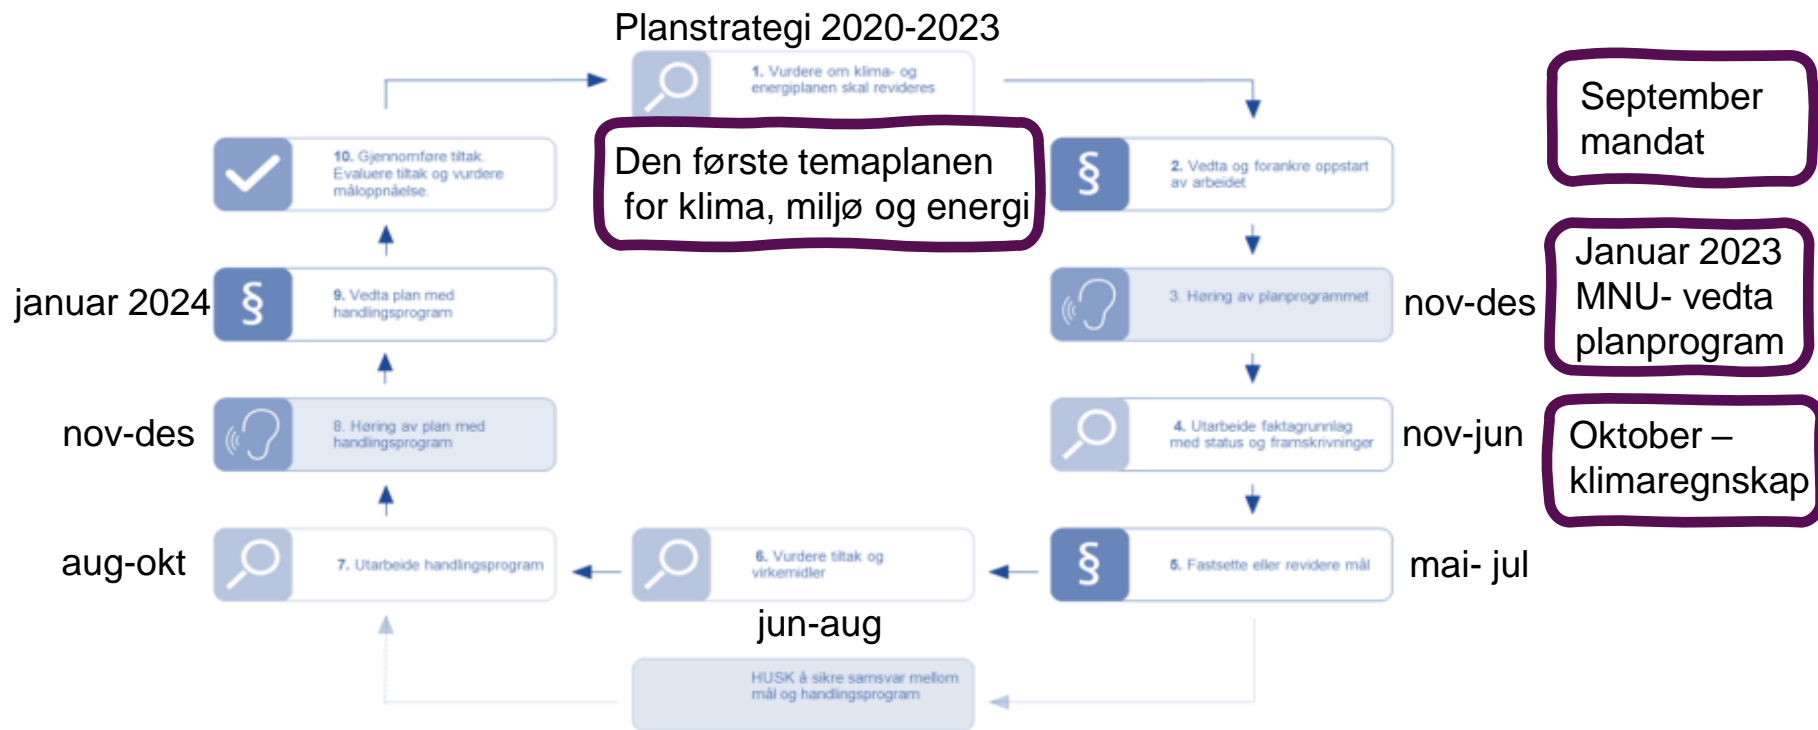 Planstrategi 2020-2023
1. Vurdere om klima- og
energiplanen skal revideres
Den første temaplanen
for klima, miljø og energi
2. Vedta og forankre oppstart
av arbeidet
September
mandat
3. Høring av planprogrammet
nov-des
Januar 2023
MNU- vedta
planprogram
4. Utarbeide faktagrunnlag
med status og framskrivninger
nov-jun
Oktober –
klimaregnskap
5. Fastsette eller revidere mål
mai- jul
6. Vurdere tiltak og
virkemidler
jun-aug
HUSK å sikre samsvar mellom
mål og handlingsprogram
7. Utarbeide handlingsprogram
aug-okt
8. Høring av plan med
handlingsprogram
nov-des
9. Vedta plan med
handlingsprogram
januar 2024
10. Gjennomføre tiltak.
Evaluere tiltak og vurdere
måloppnåelse.
§
§
§